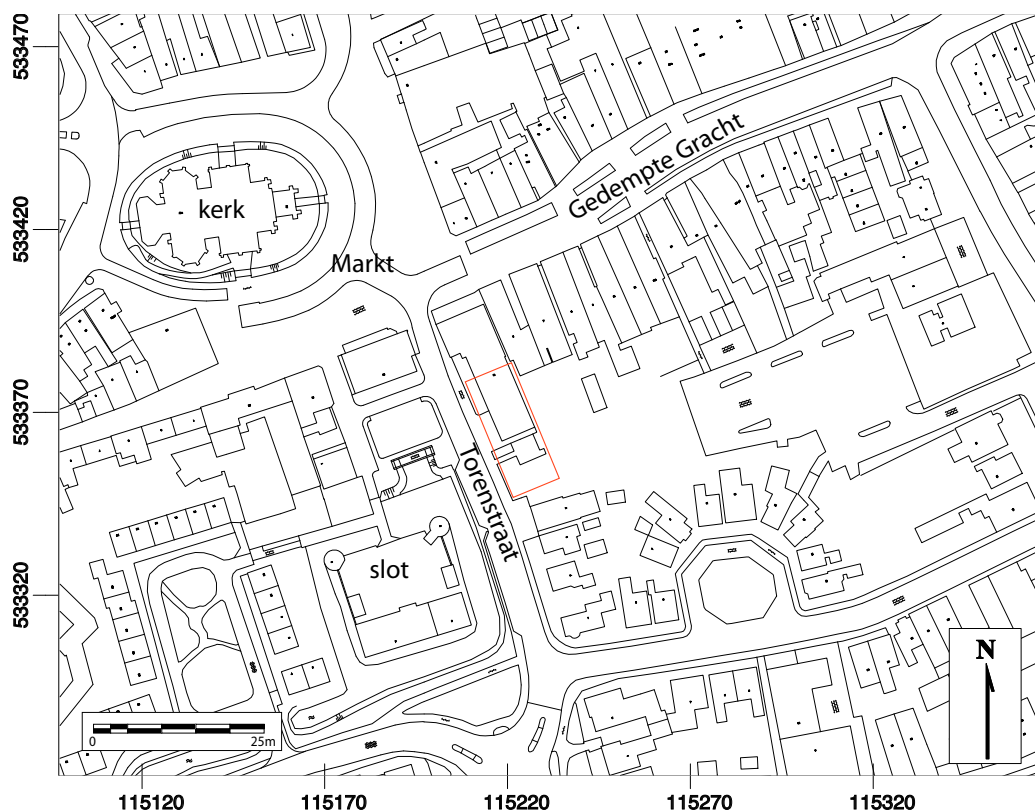 533470
533420
533370
533320
Gedempte Gracht
kerk
Markt
Torenstraat
slot
N
0 25m
115120 115170 115220 115270 115320